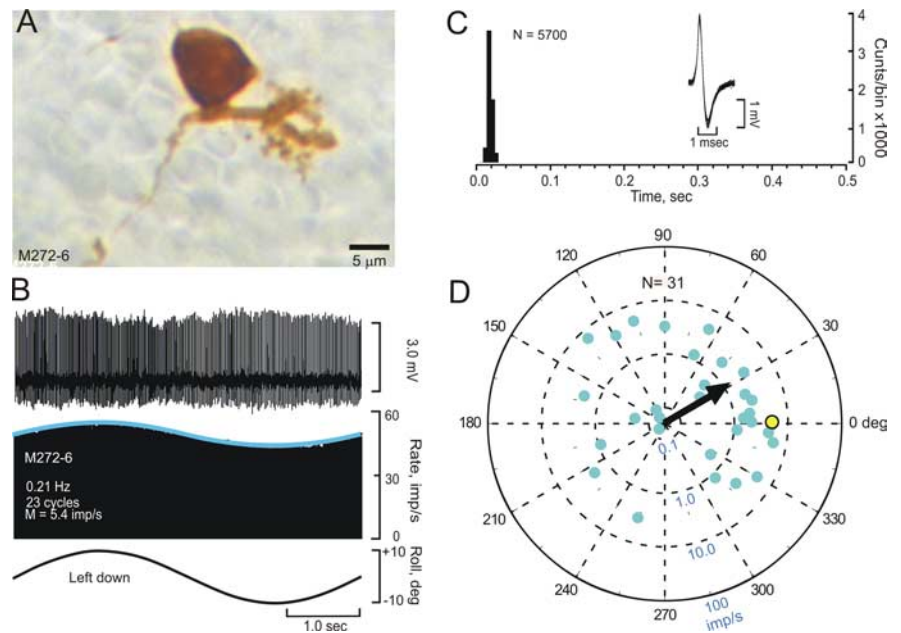 A
M272-6
5 μm
B
3.0 mV
60
30
0
Rate, imp/s
M272-6
0.21 Hz
23 cycles
M = 5.4 imp/s
+10
-10
Roll, deg
Left down
1.0 sec
C
N = 5700
1 mV
1 msec
4
3
2
1
0
Cunts/bin x1000
0.0
0.1
0.2
0.3
0.4
0.5
Time, sec
D
N= 31
90
60
30
0 deg
330
300
270
240
210
180
150
120
0.1
1.0
10.0
100
imp/s